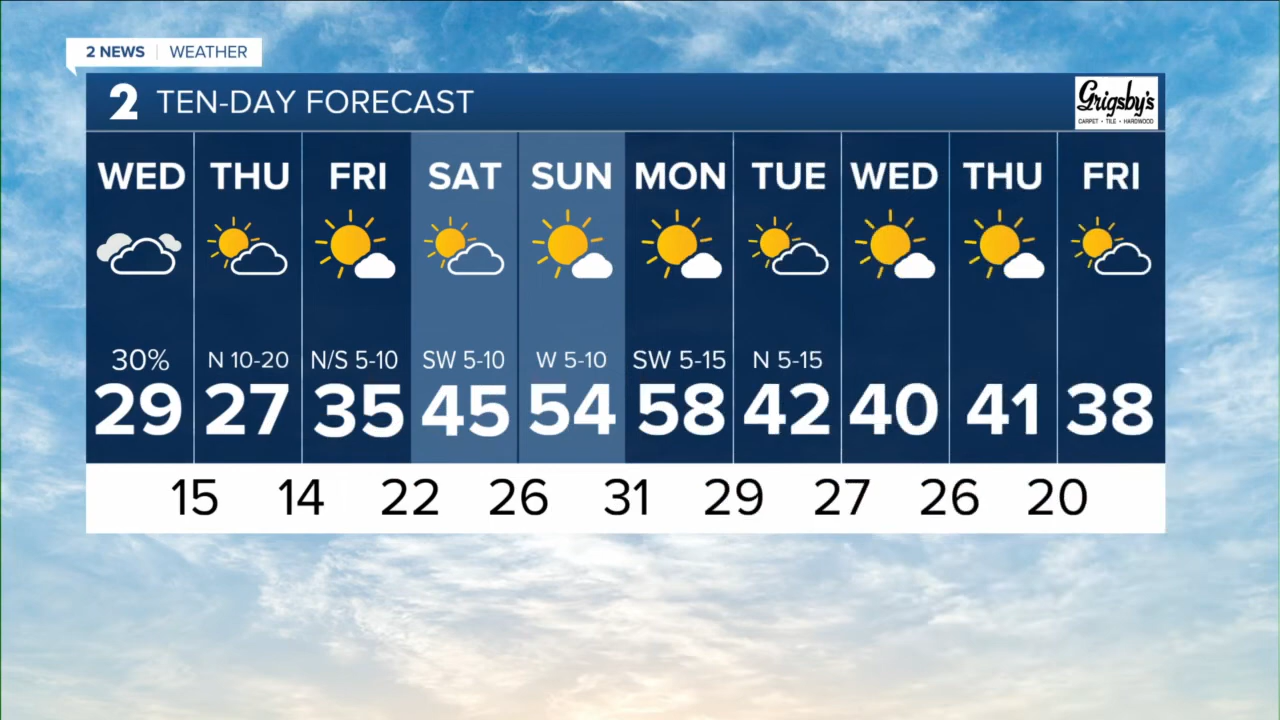 2 NEWS | WEATHER
2 TEN-DAY FORECAST
Grigsby's
CARPET • TILE • HARDWOOD
WED THU FRI SAT SUN MON TUE WED THU FRI
30% N 10-20 N/S 5-10 SW 5-10 W 5-10 SW 5-15 N 5-15
29 27 35 45 54 58 42 40 41 38
15 14 22 26 31 29 27 26 20